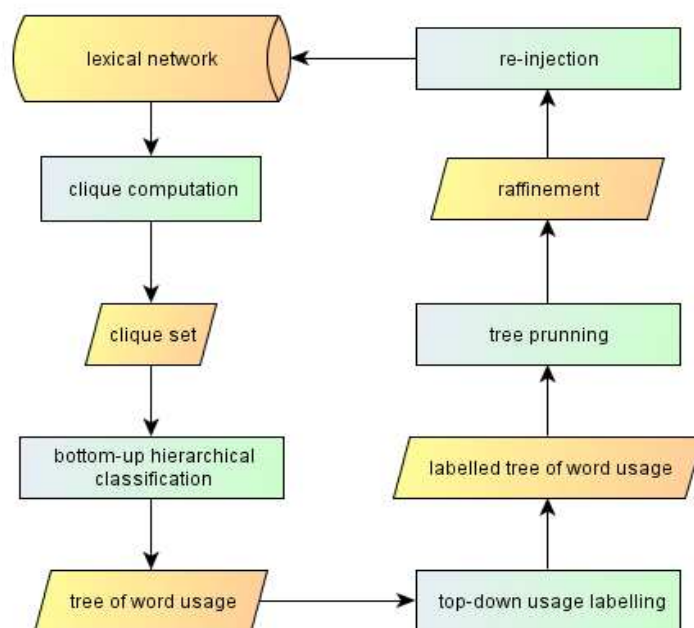 lexical network
clique computation
clique set
bottom-up hierarchical
classification
tree of word usage
top-down usage labelling
labelled tree of word usage
tree prunning
raffinement
re-injection